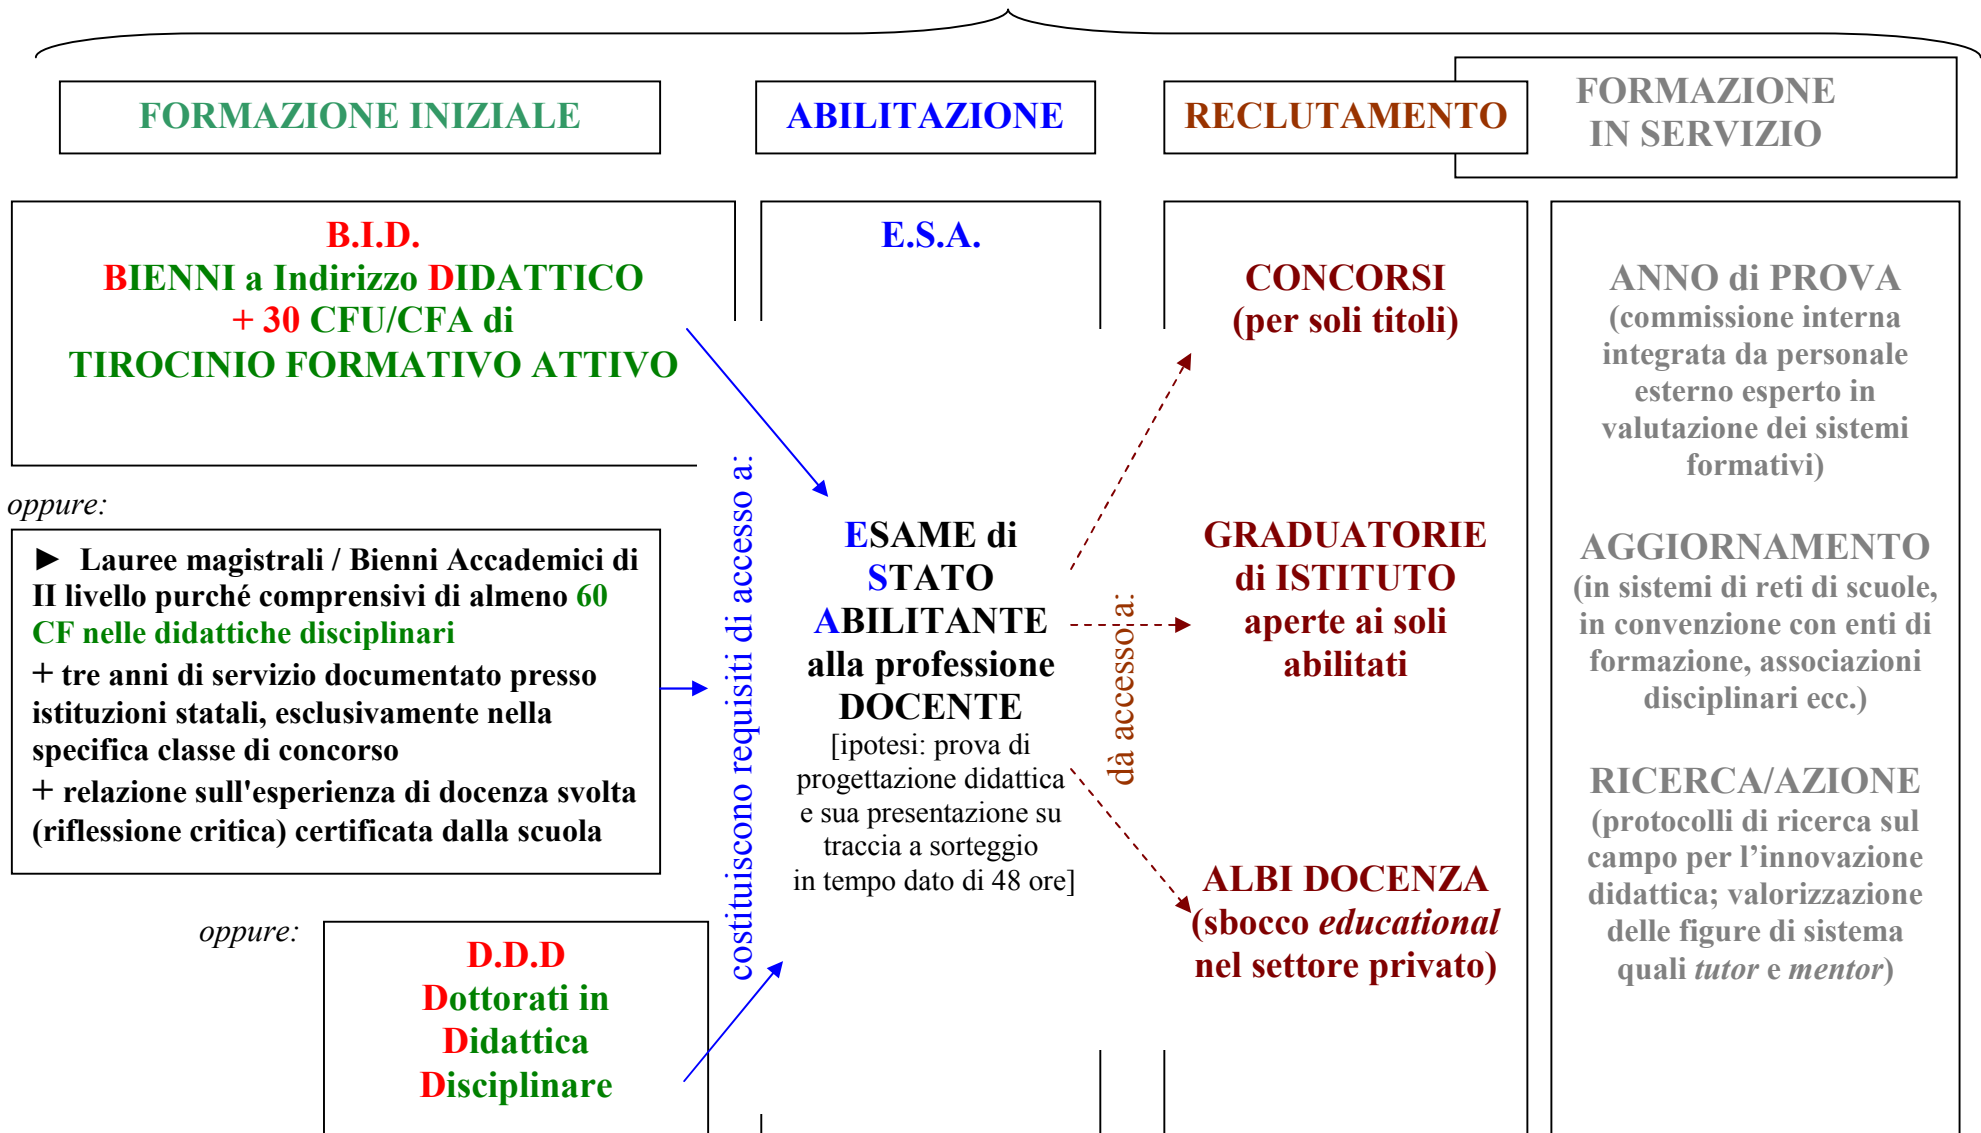 FORMAZIONE INIZIALE
ABILITAZIONE
RECLUTAMENTO
FORMAZIONE
IN SERVIZIO
B.I.D.
BIENNI a Indirizzo DIDATTICO
+ 30 CFU/CFA di
TIROCINIO FORMATIVO ATTIVO
oppure:
► Lauree magistrali / Bienni Accademici di
II livello purché comprensivi di almeno 60
CF nelle didattiche disciplinari
+ tre anni di servizio documentato presso
istituzioni statali, esclusivamente nella
specifica classe di concorso
+ relazione sull'esperienza di docenza svolta
(riflessione critica) certificata dalla scuola
oppure:
D.D.D
Dottorati in
Didattica
Disciplinare
costituiscono requisiti di accesso a:
E.S.A.
ESAME di
STATO
ABILITANTE
alla professione
DOCENTE
[ipotesi: prova di
progettazione didattica
e sua presentazione su
traccia a sorteggio
in tempo dato di 48 ore]
dà accesso a:
CONCORSI
(per soli titoli)
GRADUATORIE
di ISTITUTO
aperte ai soli
abilitati
ALBI DOCENZA
(sbocco educational
nel settore privato)
ANNO di PROVA
(commissione interna
integrata da personale
esterno esperto in
valutazione dei sistemi
formativi)
AGGIORNAMENTO
(in sistemi di reti di scuole,
in convenzione con enti di
formazione, associazioni
disciplinari ecc.)
RICERCA/AZIONE
(protocolli di ricerca sul
campo per l’innovazione
didattica; valorizzazione
delle figure di sistema
quali tutor e mentor)